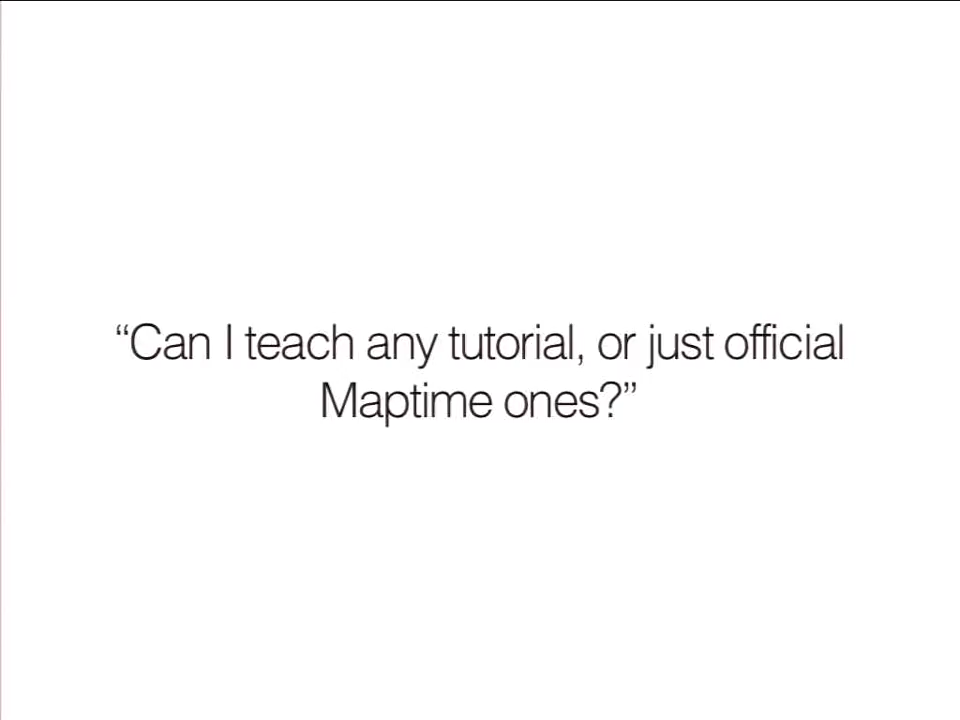 “Can I teach any tutorial, or just official
Maptime ones?”